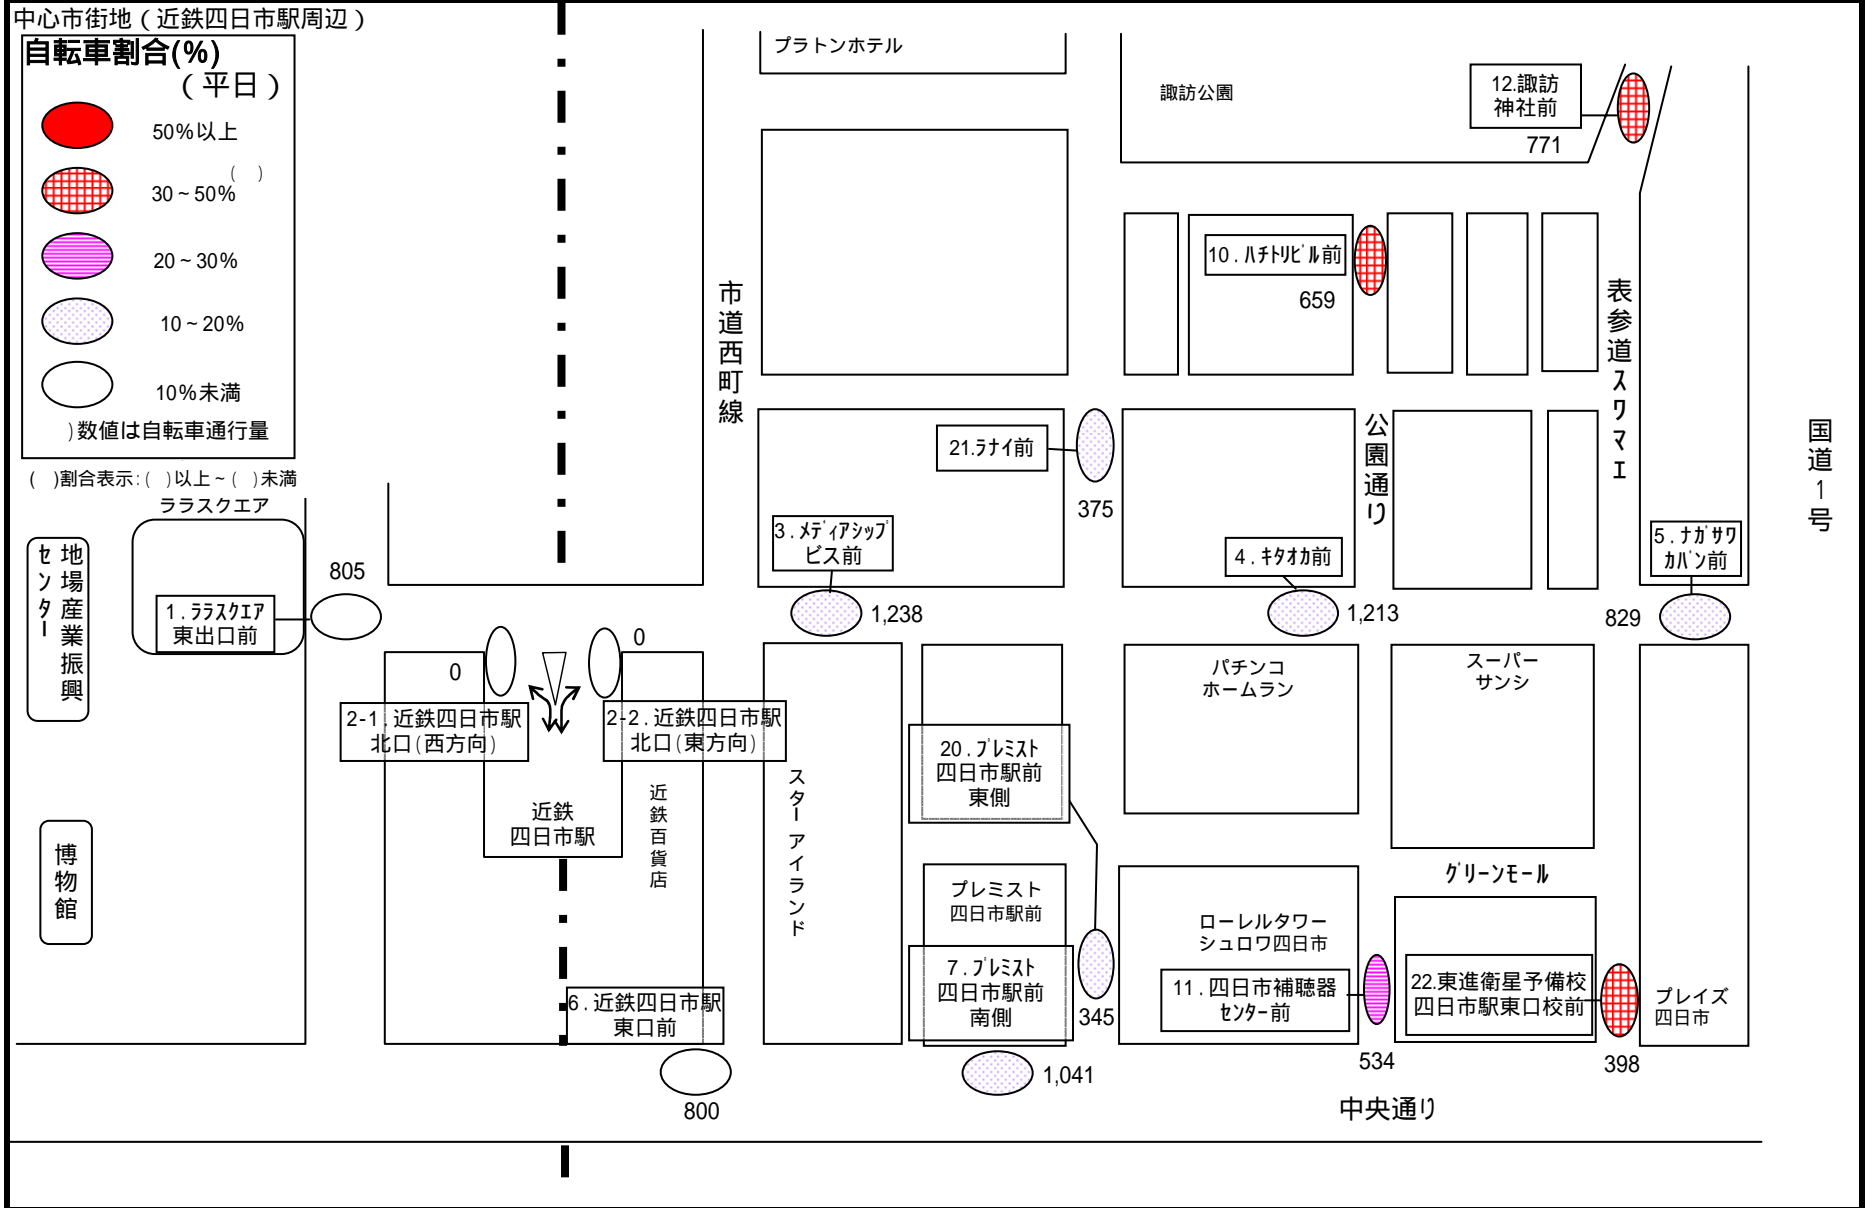 中心市街地（近鉄四日市駅周辺）
自転車割合(%)
（平日）
50%以上
(　)
30～50%
20～30%
10～20%
10%未満
)数値は自転車通行量
(　)割合表示:(　)以上～(　)未満
プラトンホテル
諏訪公園
12.諏訪
神社前
771
10．ﾊﾁﾄﾘﾋﾞﾙ前
659
市道西町線
表参道スワマエ
公園通り
国道1号
21.ﾗﾅｲ前
375
3．ﾒﾃﾞｨｱｼｯﾌﾟ
ビス前
1,238
4．ｷﾀｵｶ前
1,213
5．ﾅｶﾞｻﾜ
ｶﾊﾞﾝ前
829
ララスクエア
地場産業振興
センター
805
1．ﾗﾗｽｸｴｱ
東出口前
0
0
2-1．近鉄四日市駅
北口(西方向)
2-2．近鉄四日市駅
北口(東方向)
近鉄
四日市駅
近鉄百貨店
スターアイランド
博物館
20．ﾌﾟﾚﾐｽﾄ
四日市駅前
東側
パチンコ
ホームラン
スーパー
サンシ
グリーンモール
プレミスト
四日市駅前
7．ﾌﾟﾚﾐｽﾄ
四日市駅前
南側
345
1,041
ローレルタワー
シュロワ四日市
11．四日市補聴器
ｾﾝﾀｰ前
534
22.東進衛星予備校
四日市駅東口校前
398
プレイズ
四日市
6．近鉄四日市駅
東口前
800
中央通り